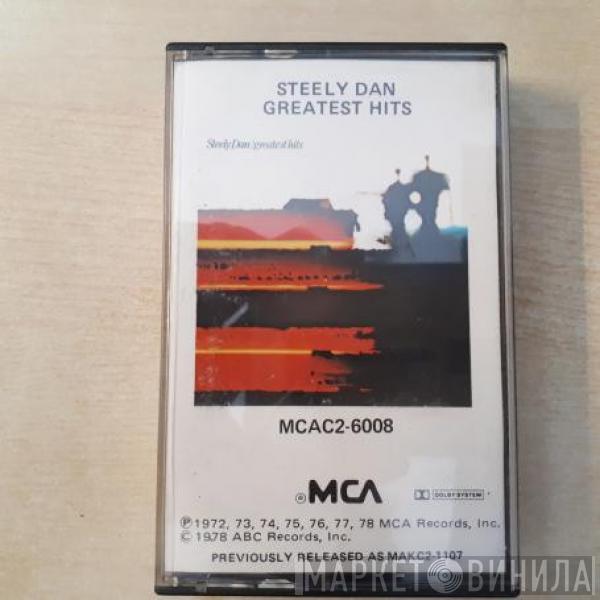 STEELY DAN
GREATEST HITS
Steely Dan/greatest hits
MCAC2-6008
® MCA
DOLBY SYSTEM
℗ 1972, 73, 74, 75, 76, 77, 78 MCA Records, Inc.
© 1978 ABC Records, Inc.
PREVIOUSLY RELEASED AS MAKC2-1107
МАРКЕТ ВИНИЛА